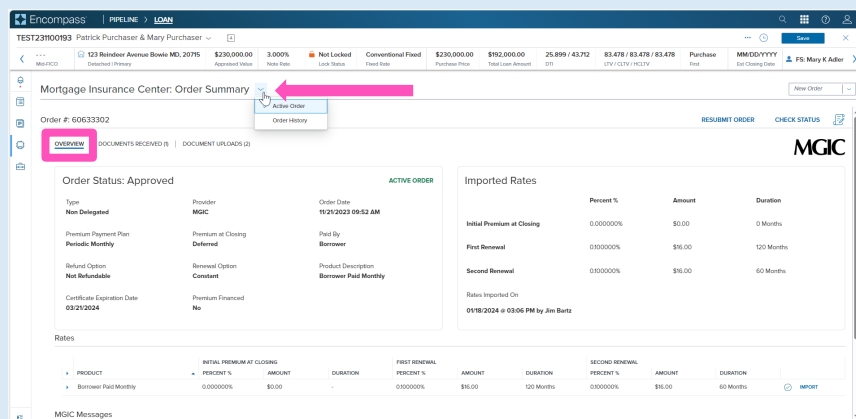 Encompass | PIPELINE > LOAN
TEST231100193 Patrick Purchaser & Mary Purchaser
Save
--- 123 Reindeer Avenue Bowie MD, 20715 $230,000.00 3.000% Not Locked Conventional Fixed $230,000.00 $192,000.00 25.899 / 43.712 83.478 / 83.478 / 83.478 Purchase MM/DD/YYYY FS: Mary K Adler
Mid-FICO Detached | Primary Appraised Value Note Rate Lock Status Fixed Rate Purchase Price Total Loan Amount DTI LTV / CLTV / HCLTV First Est Closing Date
Mortgage Insurance Center: Order Summary
New Order
Active Order
Order History
Order #: 60633302
RESUBMIT ORDER CHECK STATUS
OVERVIEW DOCUMENTS RECEIVED (1) | DOCUMENT UPLOADS (2)
MGIC
Order Status: Approved ACTIVE ORDER
Type Provider Order Date
Non Delegated MGIC 11/21/2023 09:52 AM
Premium Payment Plan Premium at Closing Paid By
Periodic Monthly Deferred Borrower
Refund Option Renewal Option Product Description
Not Refundable Constant Borrower Paid Monthly
Certificate Expiration Date Premium Financed
03/21/2024 No
Imported Rates
Percent % Amount Duration
Initial Premium at Closing 0.000000% $0.00 0 Months
First Renewal 0.100000% $16.00 120 Months
Second Renewal 0.100000% $16.00 60 Months
Rates Imported On
01/18/2024 @ 03:06 PM by Jim Bartz
Rates
INITIAL PREMIUM AT CLOSING FIRST RENEWAL SECOND RENEWAL
PRODUCT PERCENT % AMOUNT DURATION PERCENT % AMOUNT DURATION PERCENT % AMOUNT DURATION
Borrower Paid Monthly 0.000000% $0.00 - 0.100000% $16.00 120 Months 0.100000% $16.00 60 Months IMPORT
MGIC Messages